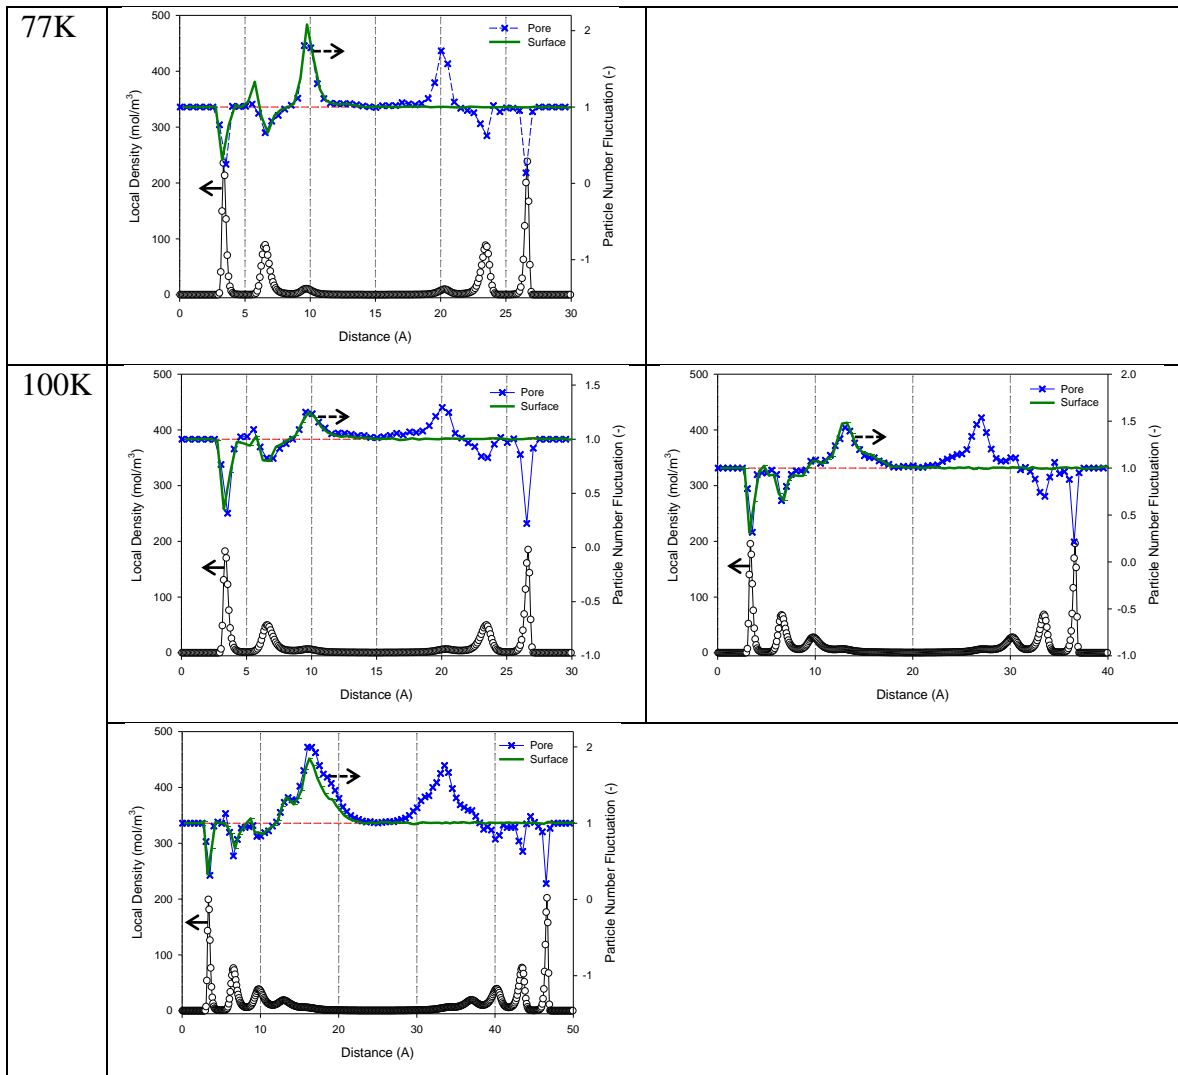 77K
500
400
300
200
100
0
Local Density (mol/m³)
2
1
0
-1
Particle Number Fluctuation (-)
Pore
Surface
0 5 10 15 20 25 30
Distance (A)
100K
500
400
300
200
100
0
Local Density (mol/m³)
1.5
1.0
0.5
0.0
-0.5
-1.0
Particle Number Fluctuation (-)
Pore
Surface
0 5 10 15 20 25 30
Distance (A)
500
400
300
200
100
0
Local Density (mol/m³)
2.0
1.5
1.0
0.5
0.0
-0.5
-1.0
Particle Number Fluctuation (-)
Pore
Surface
0 10 20 30 40
Distance (A)
500
400
300
200
100
0
Local Density (mol/m³)
2
1
0
-1
Particle Number Fluctuation (-)
Pore
Surface
0 10 20 30 40 50
Distance (A)